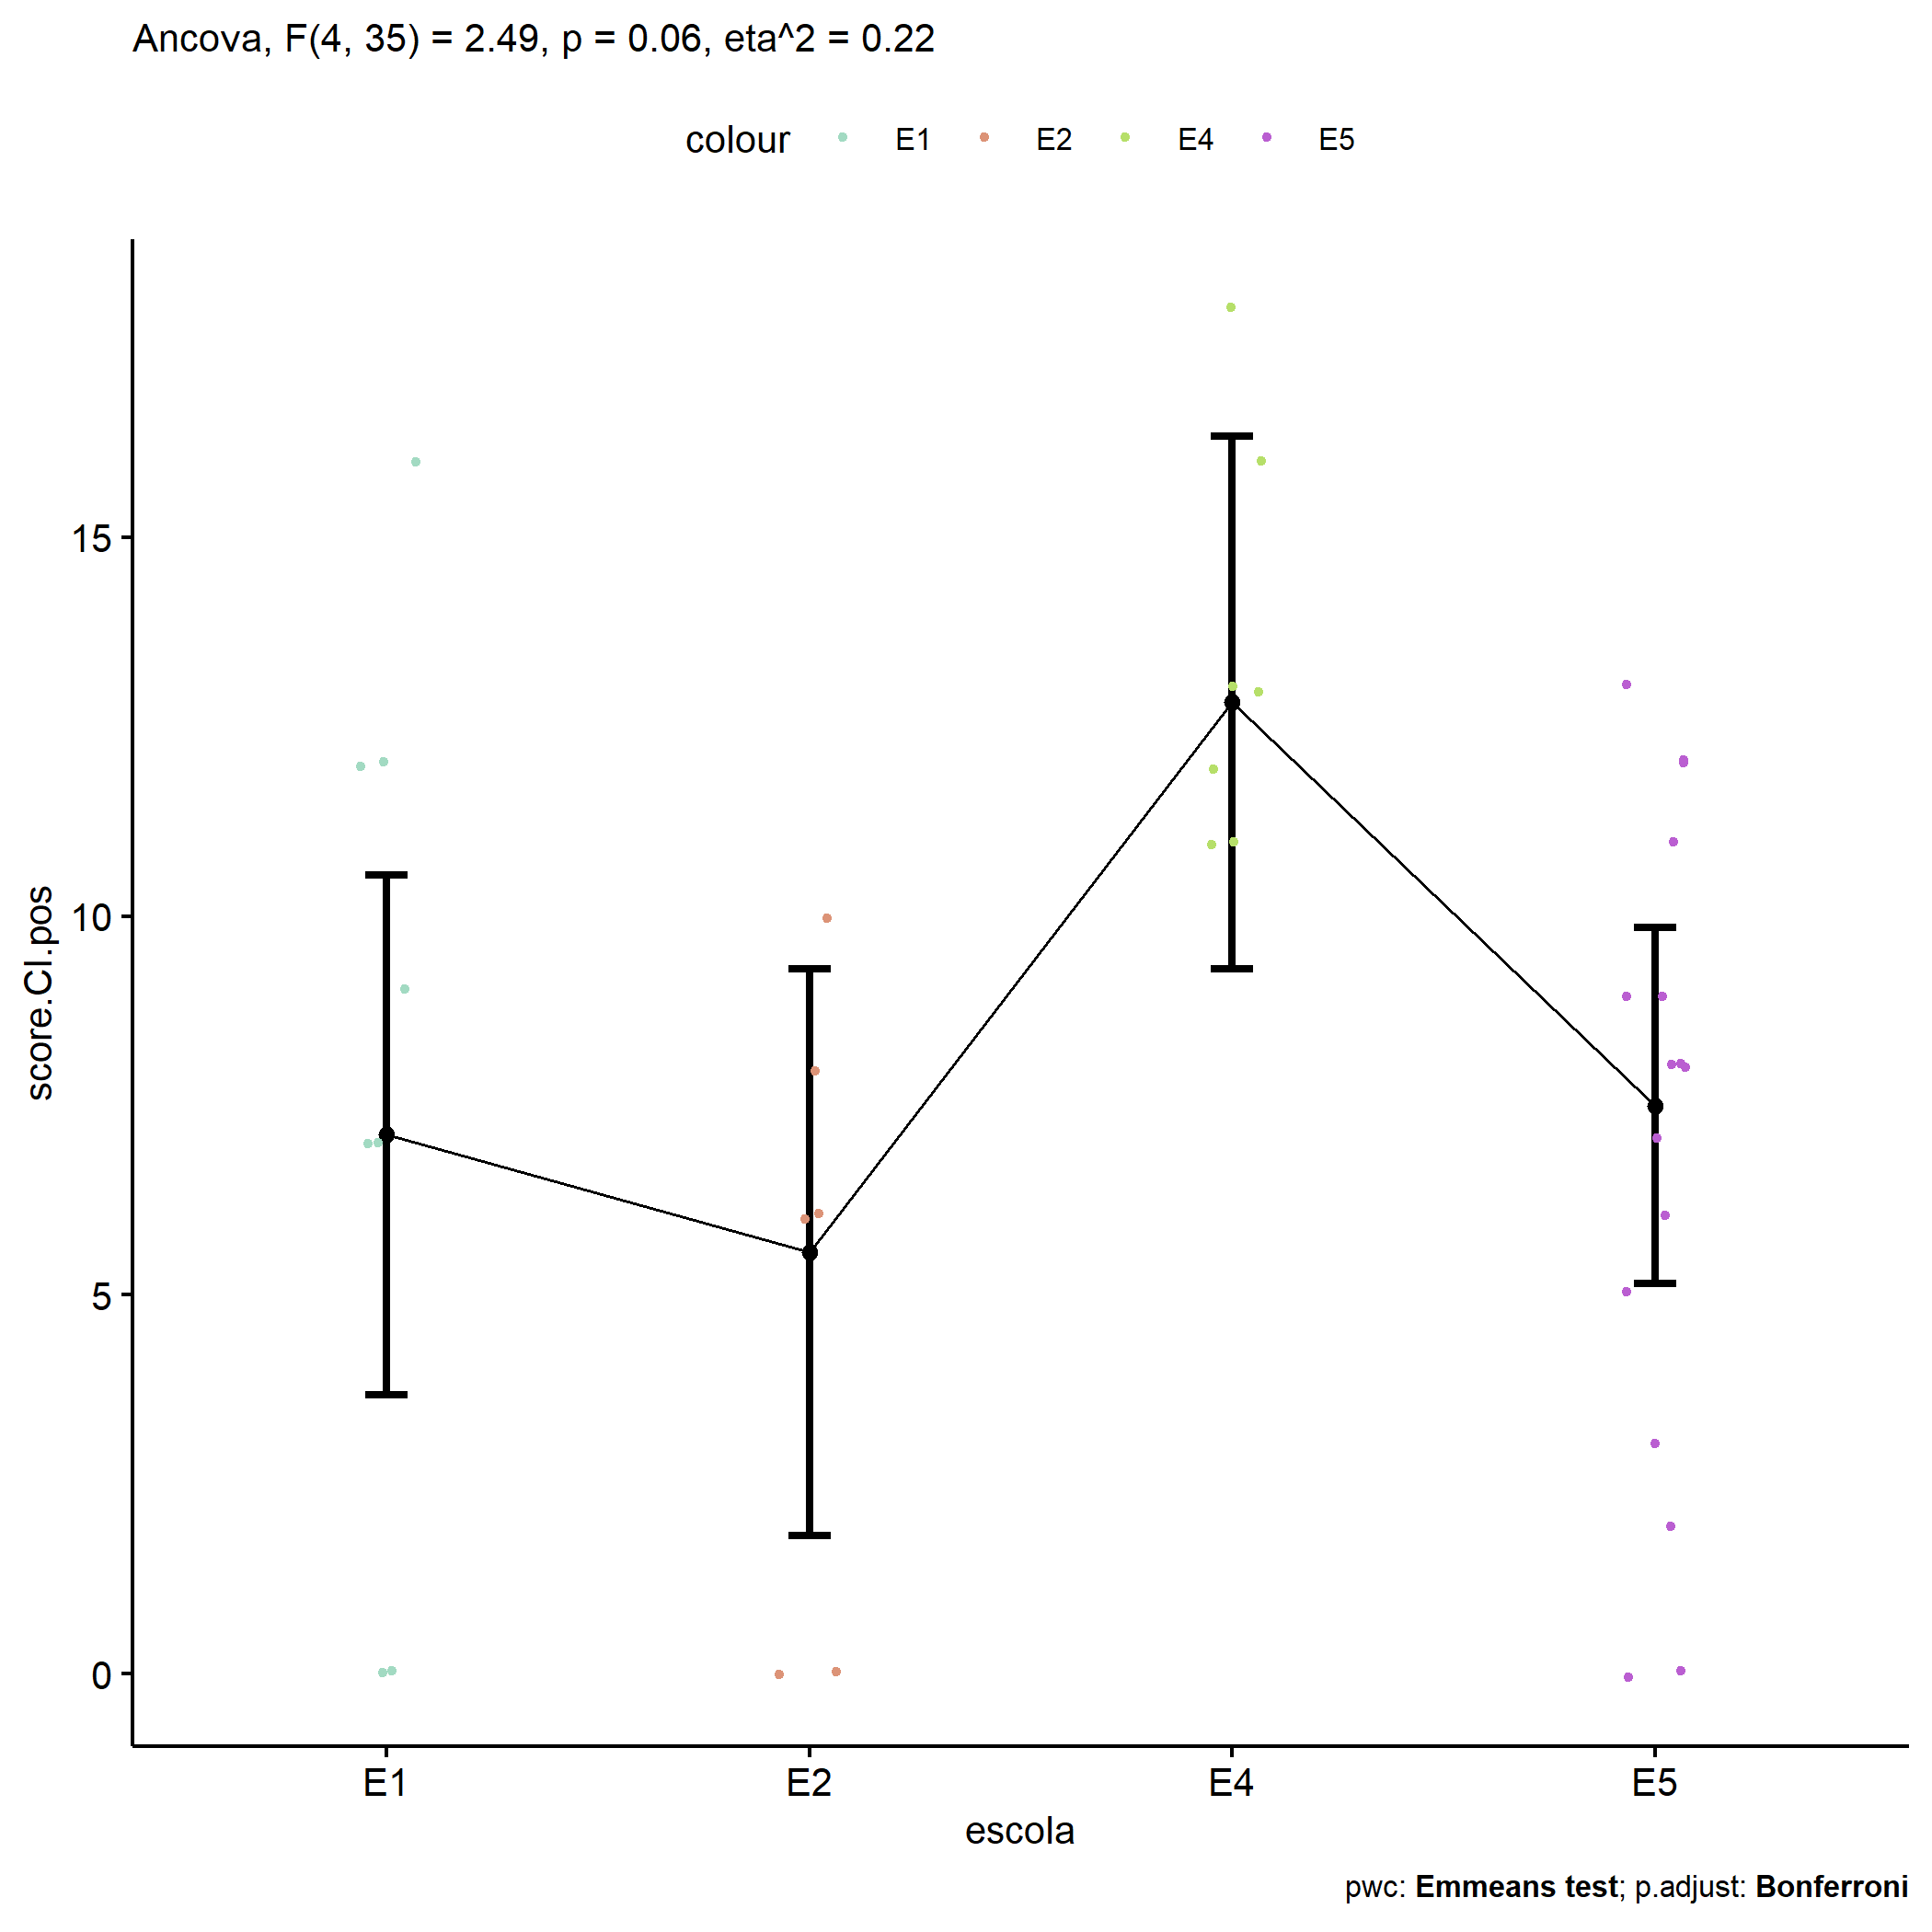 Ancova, F(4, 35) = 2.49, p = 0.06, eta^2 = 0.22
colour E1 E2 E4 E5
15
10
5
0
score.CI.pos
E1 E2 E4 E5
escola
pwc: Emmeans test; p.adjust: Bonferroni